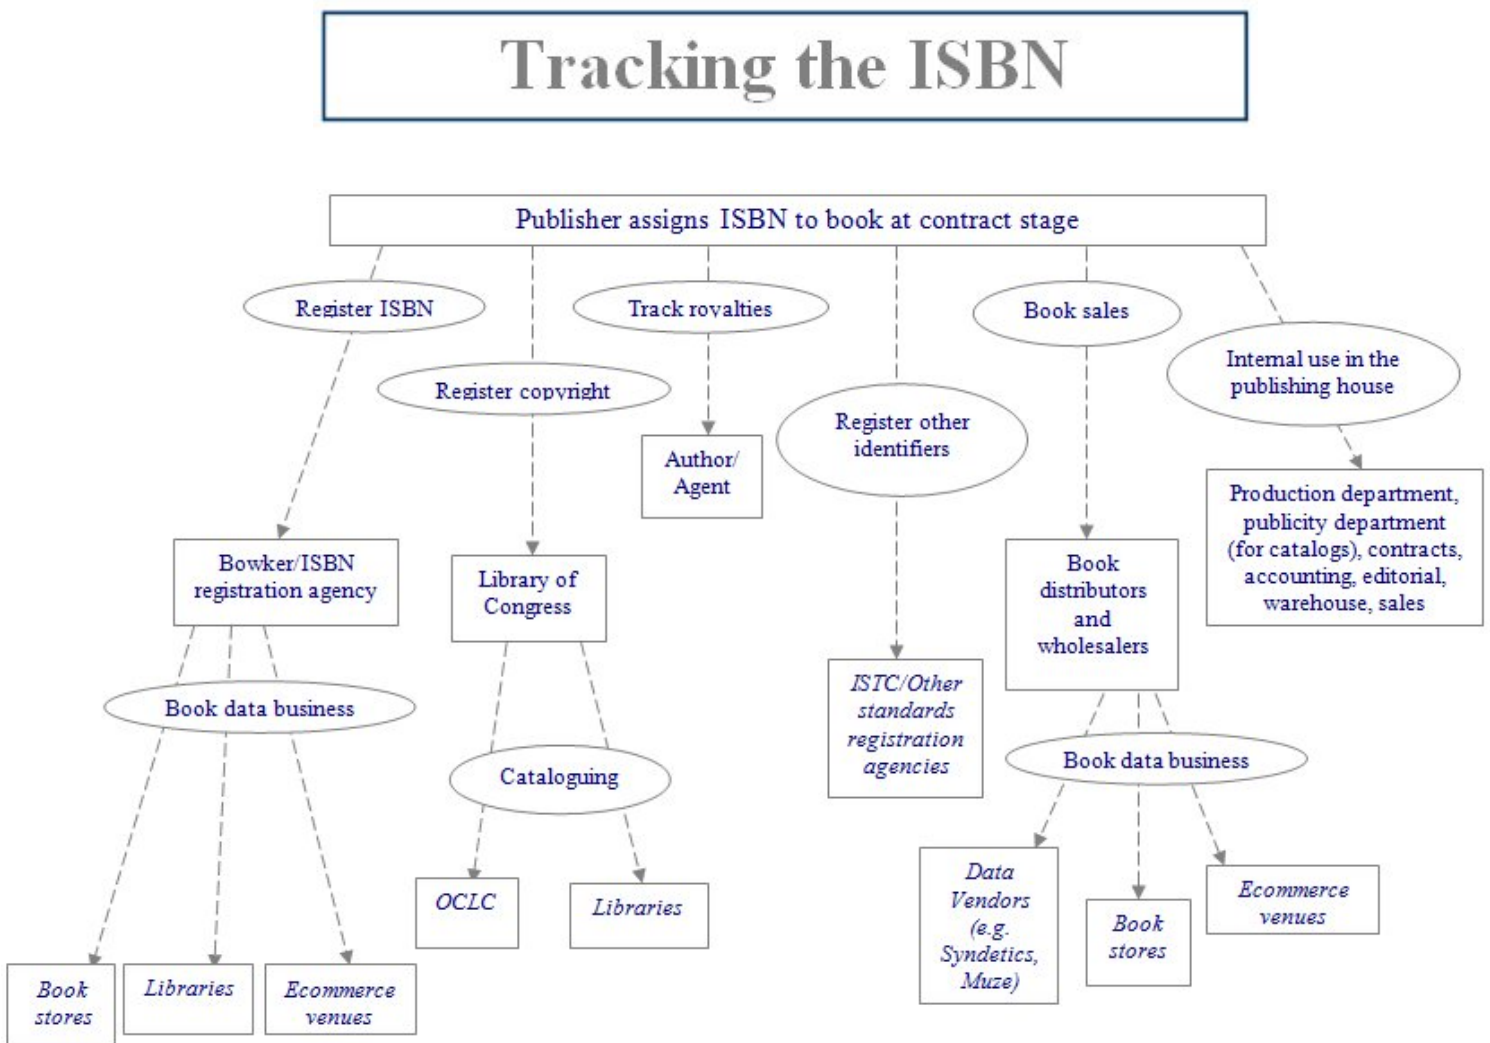 Tracking the ISBN
Publisher assigns ISBN to book at contract stage
Register ISBN
Track royalties
Book sales
Internal use in the
publishing house
Register copyright
Register other
identifiers
Author/
Agent
Production department,
publicity department
(for catalogs), contracts,
accounting, editorial,
warehouse, sales
Bowker/ISBN
registration agency
Library of
Congress
Book
distributors
and
wholesalers
ISTC/Other
standards
registration
agencies
Book data business
Cataloguing
Book data business
Data
Vendors
(e.g.
Syndetics,
Muze)
Book
stores
Ecommerce
venues
OCLC
Libraries
Book
stores
Libraries
Ecommerce
venues